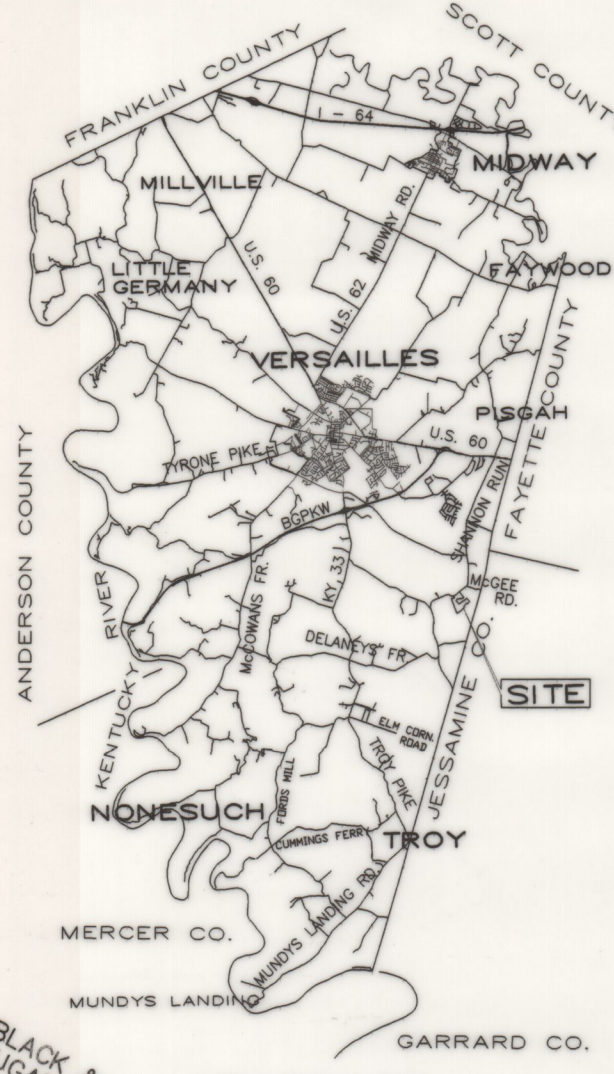 SCOTT COUNTY
FRANKLIN COUNTY
I - 64
MIDWAY
MILLVILLE
MIDWAY RD.
U.S. 60
LITTLE
GERMANY
FAYWOOD
U.S. 62
VERSAILLES
FAYETTE COUNTY
PISGAH
U.S. 60
TYRONE PIKE
SHANNON RUN
ANDERSON COUNTY
BGPKW
KY. 33
McGEE
RD.
RIVER
McCOWANS FR.
DELANEYS FR.
SITE
KENTUCKY
JESSAMINE CO.
ELM CORN.
ROAD
TROY PIKE
FORDS MILL
NONESUCH
CUMMINGS FERRY
TROY
MUNDYS LANDING RD.
MERCER CO.
MUNDYS LANDING
GARRARD CO.
BLACK &